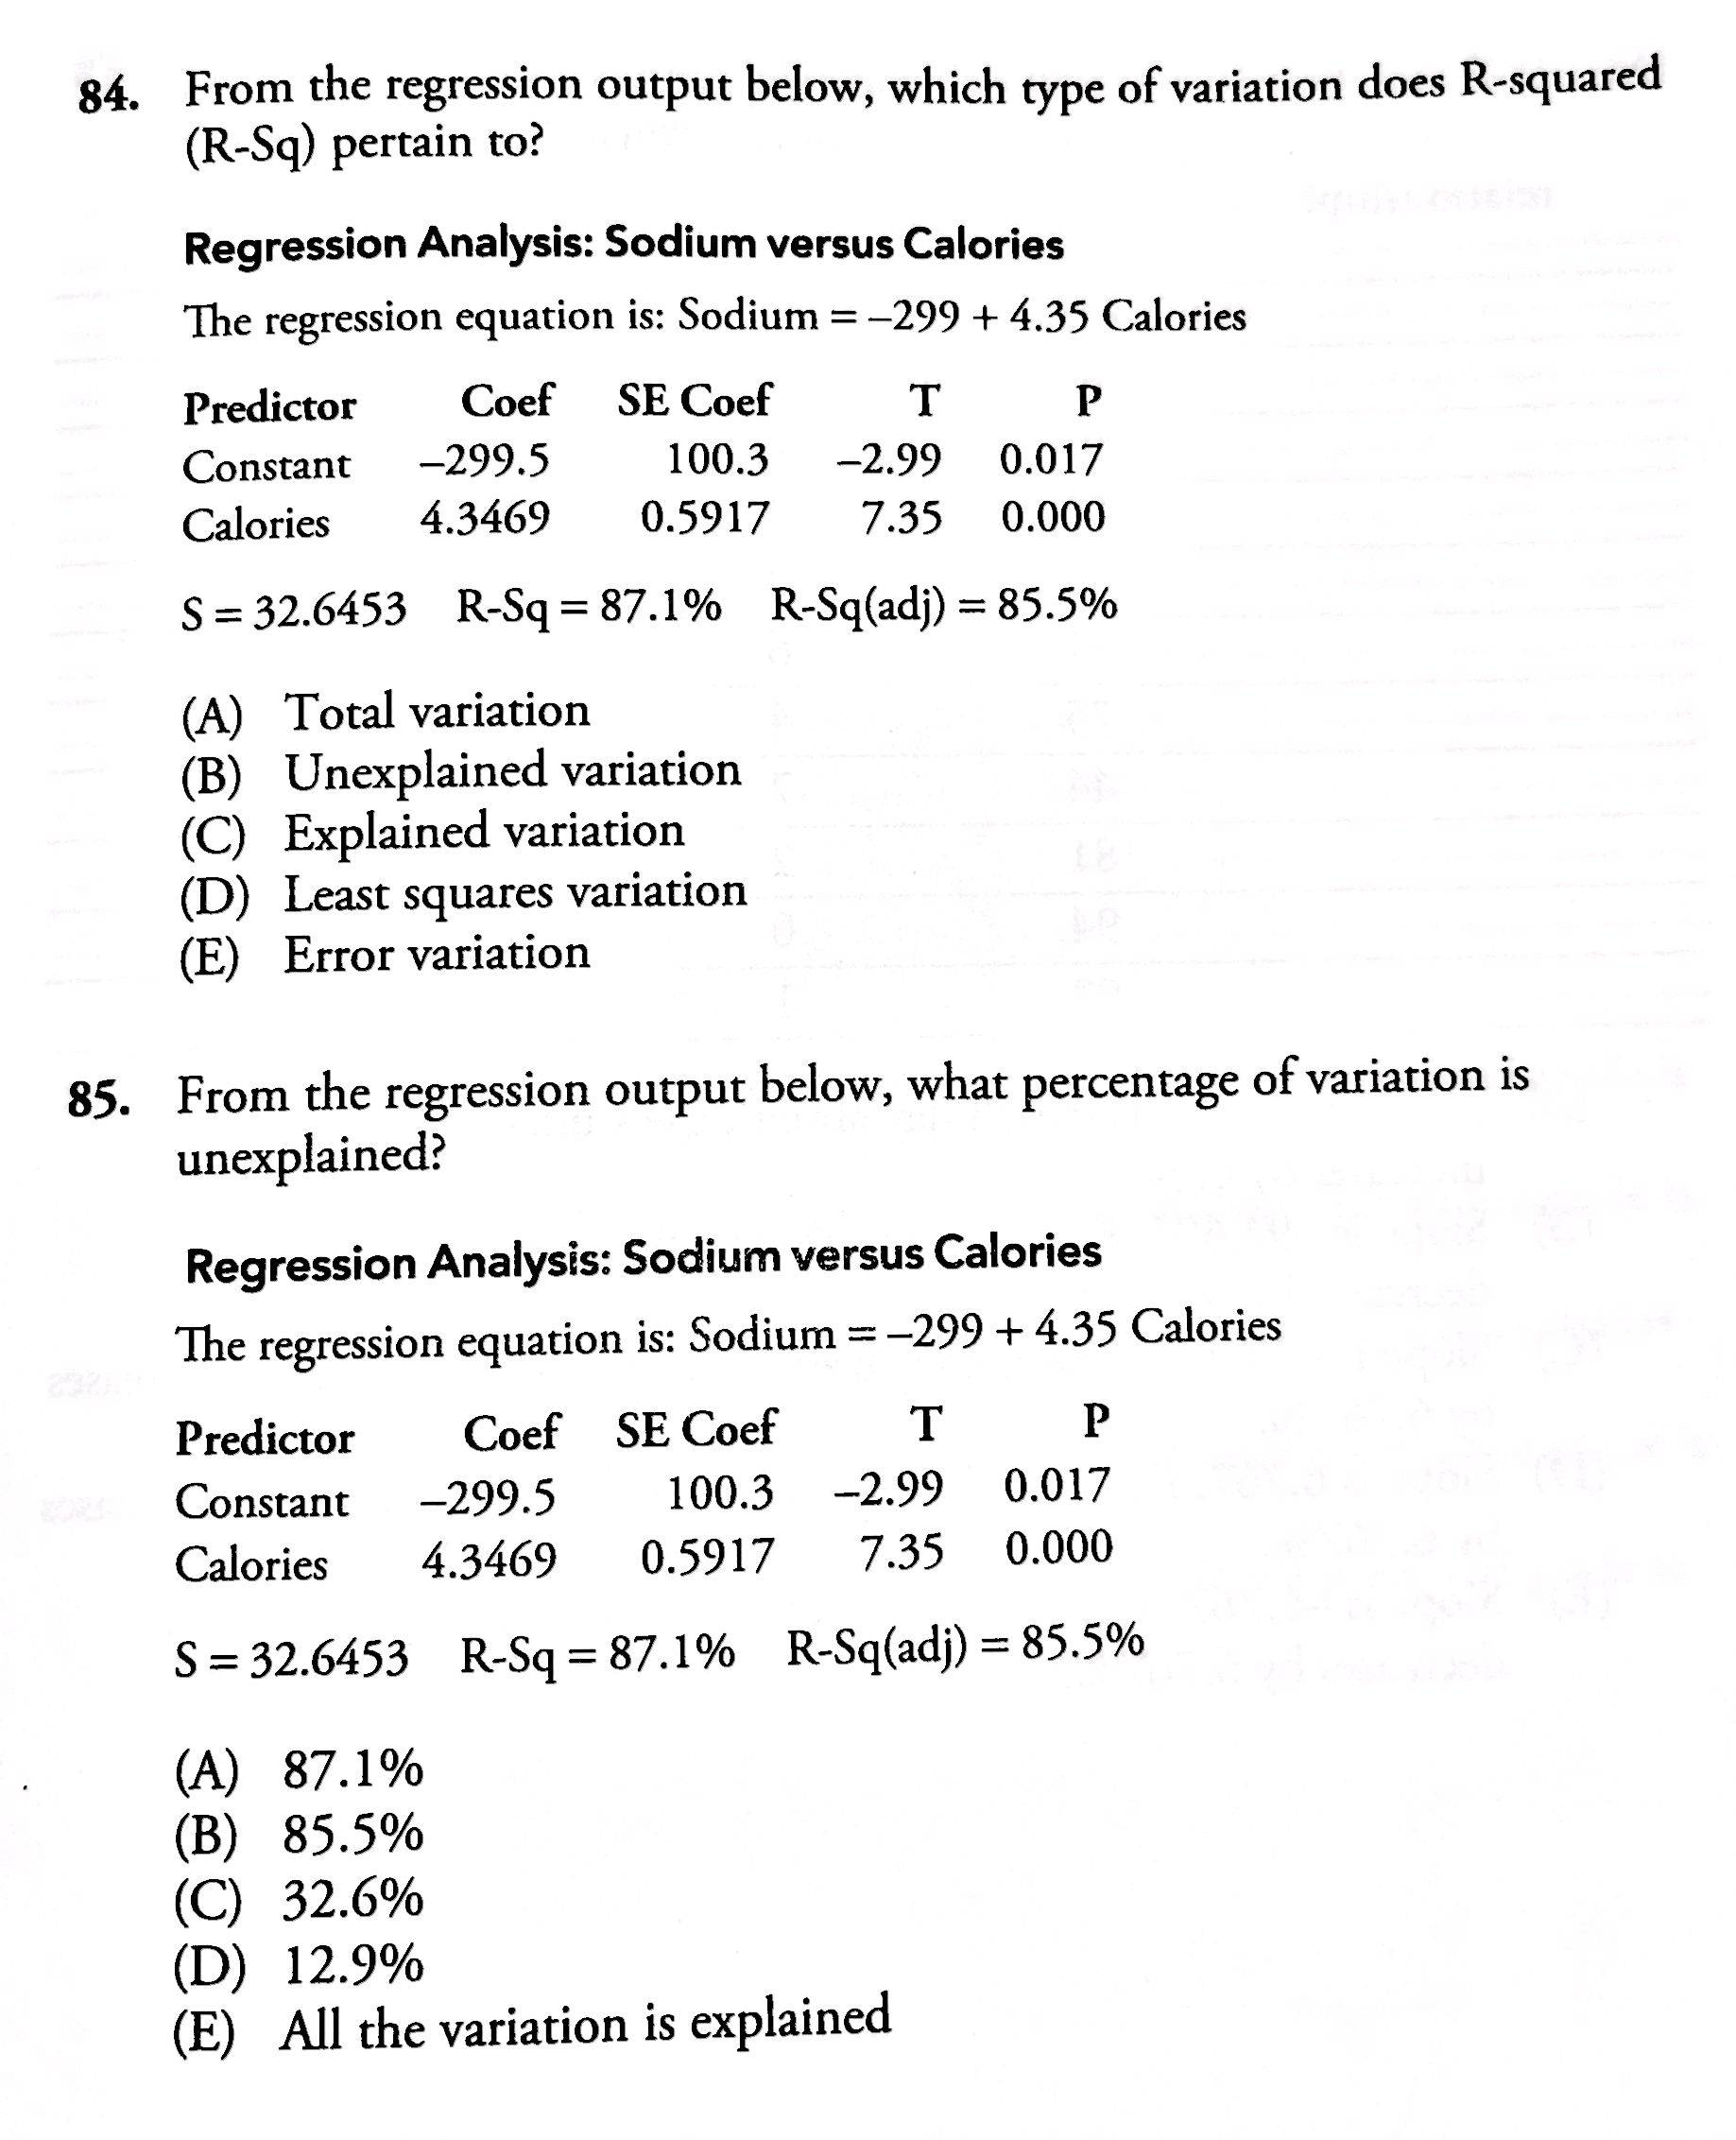 84. From the regression output below, which type of variation does R-squared
(R-Sq) pertain to?
Regression Analysis: Sodium versus Calories
The regression equation is: Sodium = –299 + 4.35 Calories
Predictor Coef SE Coef T P
Constant –299.5 100.3 –2.99 0.017
Calories 4.3469 0.5917 7.35 0.000
S = 32.6453 R-Sq = 87.1% R-Sq(adj) = 85.5%
(A) Total variation
(B) Unexplained variation
(C) Explained variation
(D) Least squares variation
(E) Error variation
85. From the regression output below, what percentage of variation is
unexplained?
Regression Analysis: Sodium versus Calories
The regression equation is: Sodium = –299 + 4.35 Calories
Predictor Coef SE Coef T P
Constant –299.5 100.3 –2.99 0.017
Calories 4.3469 0.5917 7.35 0.000
S = 32.6453 R-Sq = 87.1% R-Sq(adj) = 85.5%
(A) 87.1%
(B) 85.5%
(C) 32.6%
(D) 12.9%
(E) All the variation is explained